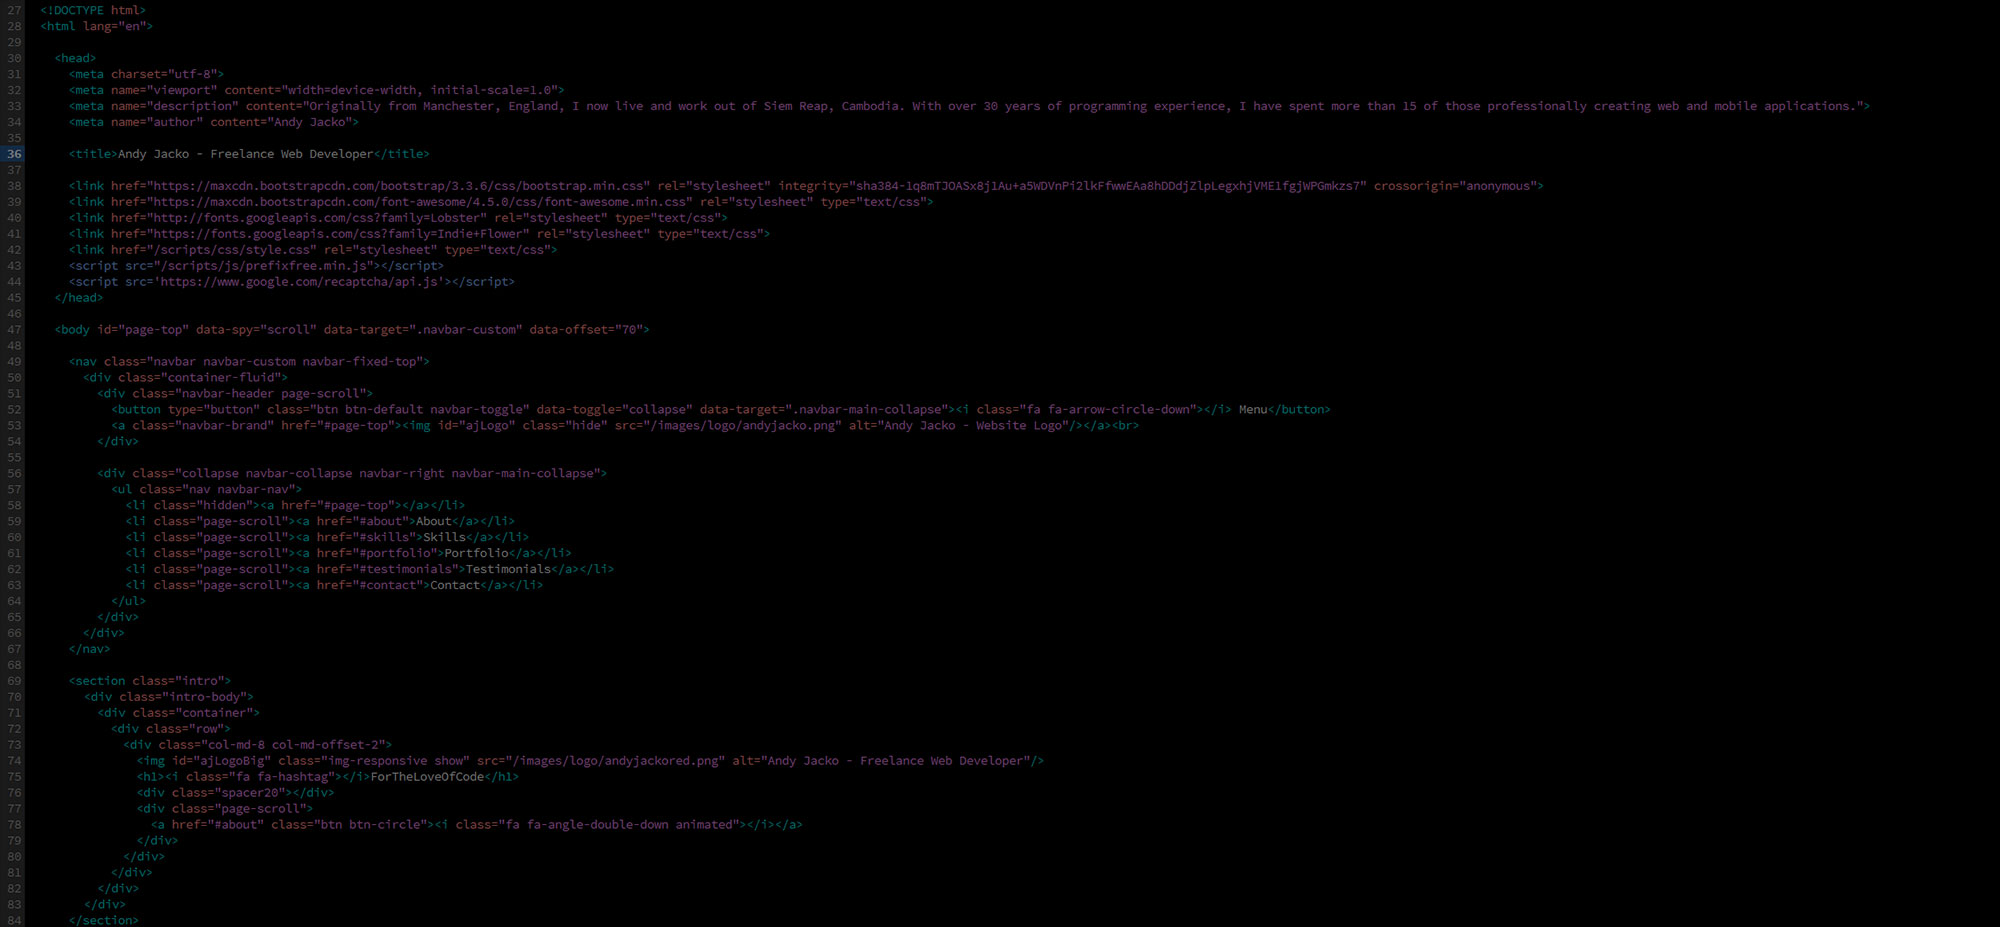 27 <!DOCTYPE html>
28 <html lang="en">
29
30 <head>
31 <meta charset="utf-8">
32 <meta name="viewport" content="width=device-width, initial-scale=1.0">
33 <meta name="description" content="Originally from Manchester, England, I now live and work out of Siem Reap, Cambodia. With over 30 years of programming experience, I have spent more than 15 of those professionally creating web and mobile applications.">
34 <meta name="author" content="Andy Jacko">
35
36 <title>Andy Jacko - Freelance Web Developer</title>
37
38 <link href="https://maxcdn.bootstrapcdn.com/bootstrap/3.3.6/css/bootstrap.min.css" rel="stylesheet" integrity="sha384-1q8mTJOASx8j1Au+a5WDVnPi2lkFfwwEAa8hDDdjZlpLegxhjVME1fgjWPGmkzs7" crossorigin="anonymous">
39 <link href="https://maxcdn.bootstrapcdn.com/font-awesome/4.5.0/css/font-awesome.min.css" rel="stylesheet" type="text/css">
40 <link href="http://fonts.googleapis.com/css?family=Lobster" rel="stylesheet" type="text/css">
41 <link href="https://fonts.googleapis.com/css?family=Indie+Flower" rel="stylesheet" type="text/css">
42 <link href="/scripts/css/style.css" rel="stylesheet" type="text/css">
43 <script src="/scripts/js/prefixfree.min.js"></script>
44 <script src='https://www.google.com/recaptcha/api.js'></script>
45 </head>
46
47 <body id="page-top" data-spy="scroll" data-target=".navbar-custom" data-offset="70">
48
49 <nav class="navbar navbar-custom navbar-fixed-top">
50 <div class="container-fluid">
51 <div class="navbar-header page-scroll">
52 <button type="button" class="btn btn-default navbar-toggle" data-toggle="collapse" data-target=".navbar-main-collapse"><i class="fa fa-arrow-circle-down"></i> Menu</button>
53 <a class="navbar-brand" href="#page-top"><img id="ajLogo" class="hide" src="/images/logo/andyjacko.png" alt="Andy Jacko - Website Logo"/></a><br>
54 </div>
55
56 <div class="collapse navbar-collapse navbar-right navbar-main-collapse">
57 <ul class="nav navbar-nav">
58 <li class="hidden"><a href="#page-top"></a></li>
59 <li class="page-scroll"><a href="#about">About</a></li>
60 <li class="page-scroll"><a href="#skills">Skills</a></li>
61 <li class="page-scroll"><a href="#portfolio">Portfolio</a></li>
62 <li class="page-scroll"><a href="#testimonials">Testimonials</a></li>
63 <li class="page-scroll"><a href="#contact">Contact</a></li>
64 </ul>
65 </div>
66 </div>
67 </nav>
68
69 <section class="intro">
70 <div class="intro-body">
71 <div class="container">
72 <div class="row">
73 <div class="col-md-8 col-md-offset-2">
74 <img id="ajLogoBig" class="img-responsive show" src="/images/logo/andyjackored.png" alt="Andy Jacko - Freelance Web Developer"/>
75 <h1><i class="fa fa-hashtag"></i>ForTheLoveOfCode</h1>
76 <div class="spacer20"></div>
77 <div class="page-scroll">
78 <a href="#about" class="btn btn-circle"><i class="fa fa-angle-double-down animated"></i></a>
79 </div>
80 </div>
81 </div>
82 </div>
83 </div>
84 </section>